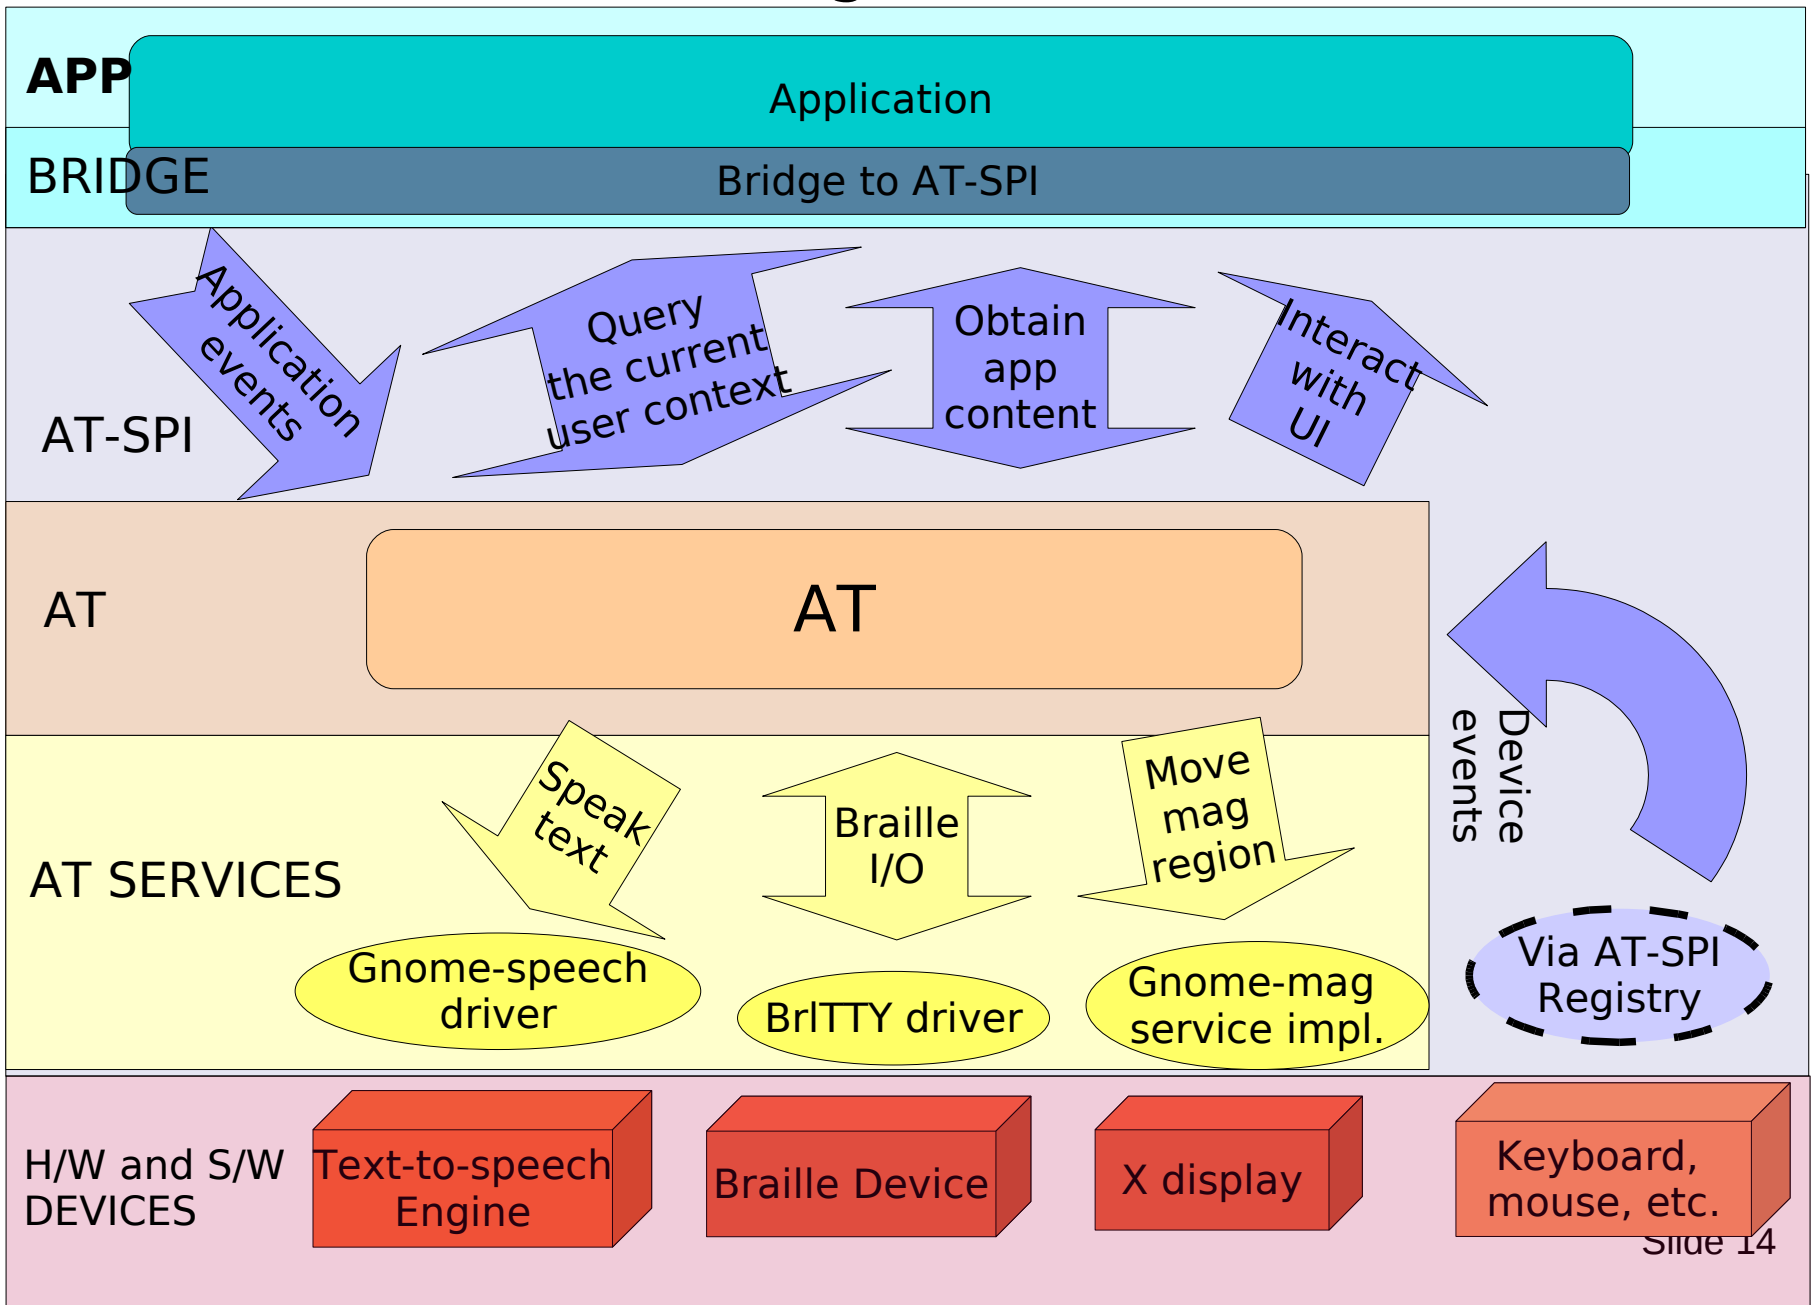 APP
Application
BRIDGE
Bridge to AT-SPI
Application
events
Query
the current
user context
Obtain
app
content
Interact
with
UI
AT-SPI
AT
AT
Device
events
Speak
text
Braille
I/O
Move
mag
region
AT SERVICES
Gnome-speech
driver
BrlTTY driver
Gnome-mag
service impl.
Via AT-SPI
Registry
H/W and S/W
DEVICES
Text-to-speech
Engine
Braille Device
X display
Keyboard,
mouse, etc.
Slide 14